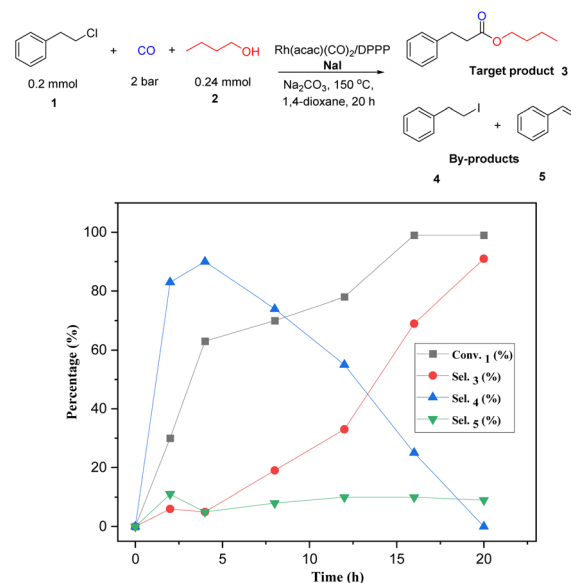 Cl
+ CO + OH
0.2 mmol 2 bar 0.24 mmol
1 2
Rh(acac)(CO)2/DPPP
NaI
Na2CO3, 150 °C,
1,4-dioxane, 20 h
O
O
Target product 3
I
+
By-products
4 5
Percentage (%)
100
80
60
40
20
0
Conv. 1 (%)
Sel. 3 (%)
Sel. 4 (%)
Sel. 5 (%)
0 5 10 15 20
Time (h)